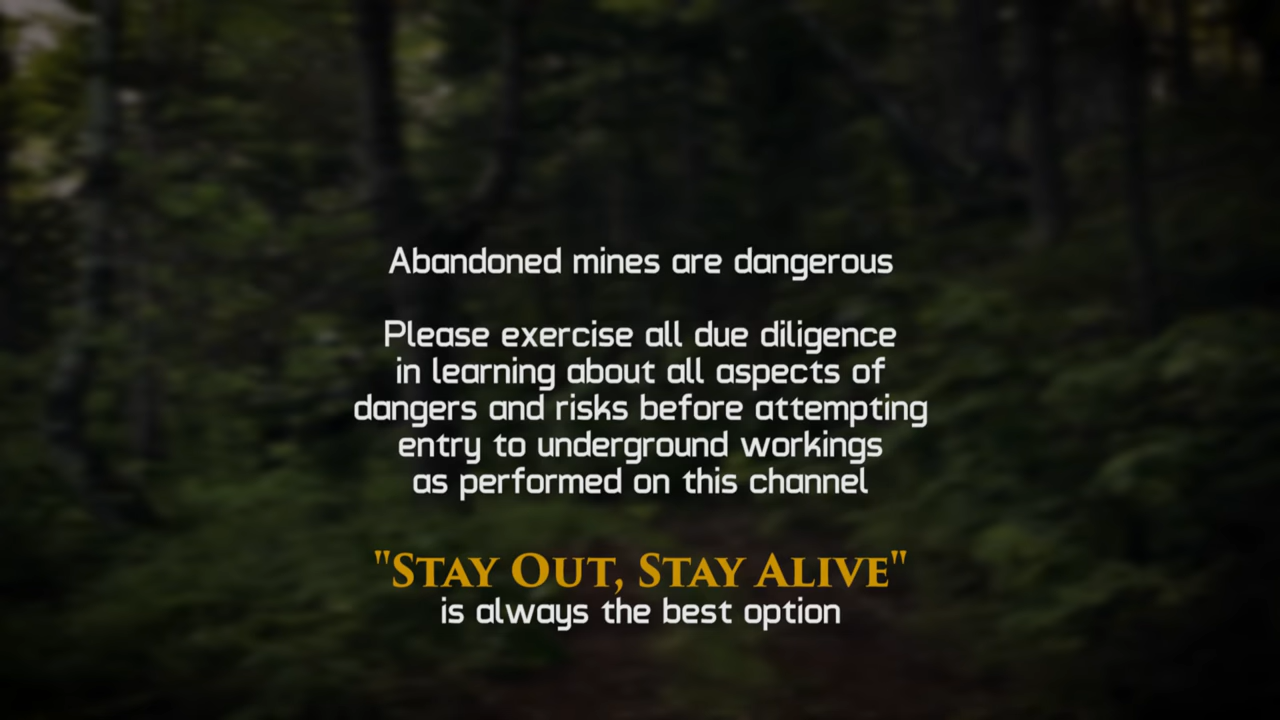 Abandoned mines are dangerous
Please exercise all due diligence
in learning about all aspects of
dangers and risks before attempting
entry to underground workings
as performed on this channel
"Stay Out, Stay Alive"
is always the best option